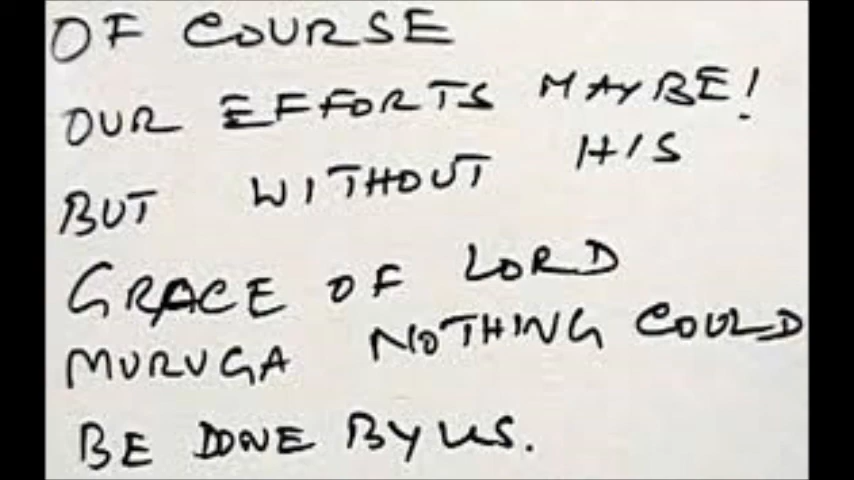 OF COURSE
OUR EFFORTS MAYBE!
BUT WITHOUT HIS
GRACE OF LORD
MURUGA NOTHING COULD
BE DONE BY US.